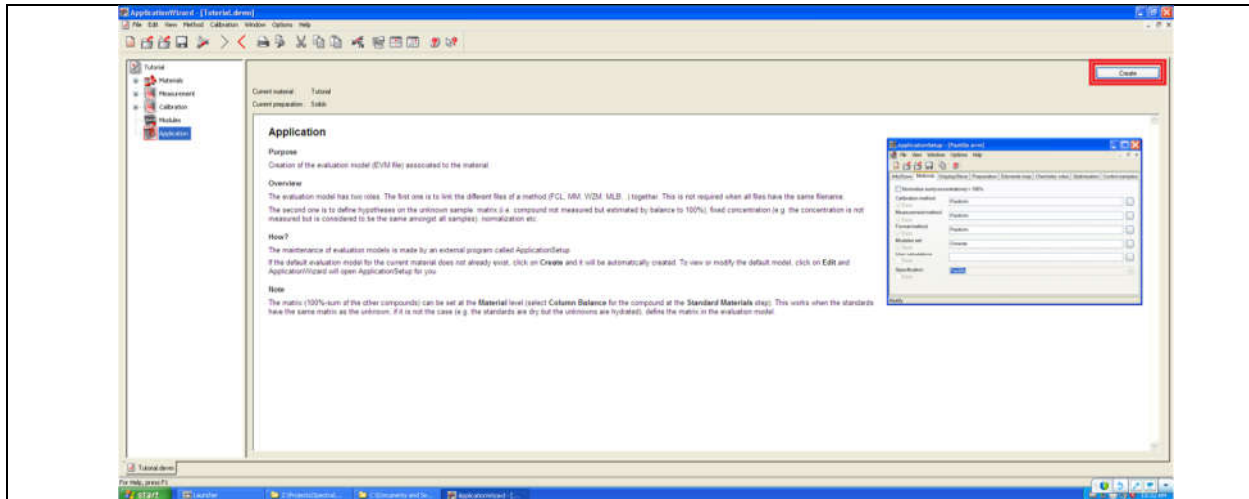 ApplicationWizard - [Tutorial.devm]
File Edit View Method Calibration Window Options Help
Tutorial
Materials
Measurement
Calibration
Modules
Application
Create
Current material: Tutorial
Current preparation: Solids
Application
Purpose
Creation of the evaluation model (EVM file) associated to the material
Overview
The evaluation model has two roles. The first one is to link the different files of a method (FCL, MM, WZM, MLB...) together. This is not required when all files have the same filename.
The second one is to define hypotheses on the unknown sample: matrix (i.e. compound not measured but estimated by balance to 100%), fixed concentration (e.g. the concentration is not
measured but is considered to be the same amongst all samples), normalization etc.
How?
The maintenance of evaluation models is made by an external program called ApplicationSetup
If the default evaluation model for the current material does not already exist, click on Create and it will be automatically created. To view or modify the default model, click on Edit and
ApplicationWizard will open ApplicationSetup for you
Note
The matrix (100%-sum of the other compounds) can be set at the Material level (select Column Balance for the compound at the Standard Materials step). This works when the standards
have the same matrix as the unknown. If it is not the case (e.g. the standards are dry but the unknowns are hydrated), define the matrix in the evaluation model
File View Window Options Help
Calibration method
Measurement method
Tutorial.devm
For Help, press F1
start
Launcher
ApplicationWizard - [